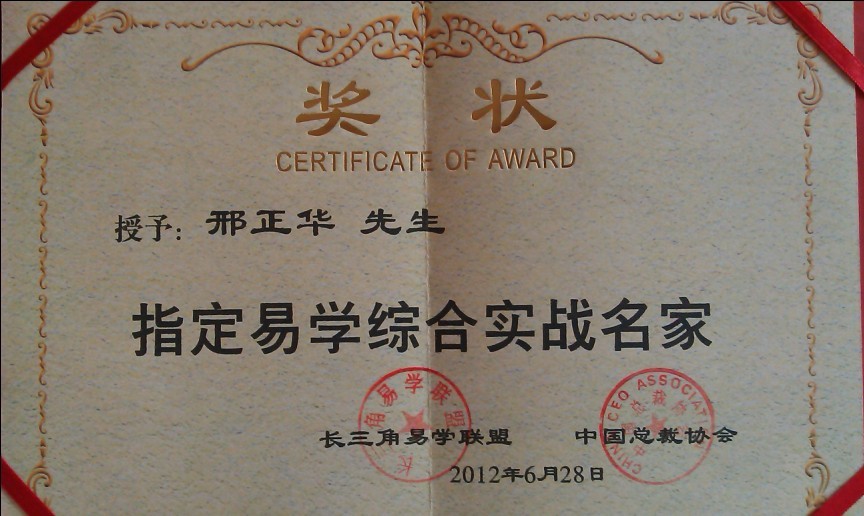 奖 状
CERTIFICATE OF AWARD
授予：邢正华 先生
指定易学综合实战名家
长三角易学联盟 中国总裁协会
2012年6月28日